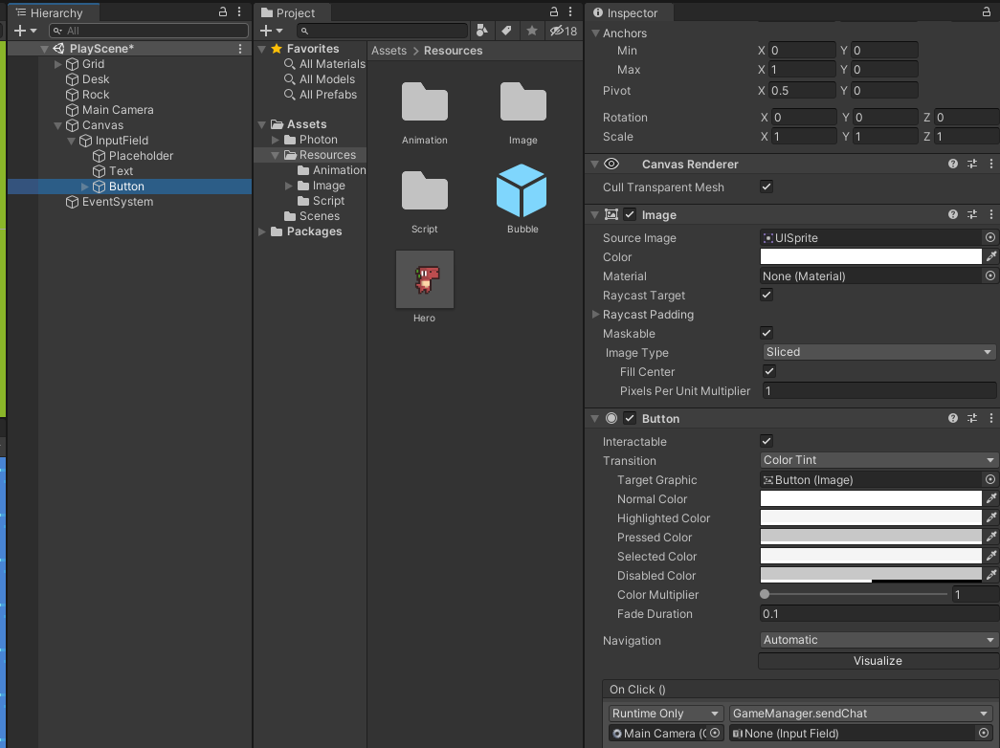 Hierarchy
All
PlayScene*
Grid
Desk
Rock
Main Camera
Canvas
InputField
Placeholder
Text
Button
EventSystem
Project
18
Favorites
All Materials
All Models
All Prefabs
Assets
Photon
Resources
Animation
Image
Script
Scenes
Packages
Assets > Resources
Animation
Image
Script
Bubble
Hero
Inspector
Anchors
Min X 0 Y 0
Max X 1 Y 0
Pivot X 0.5 Y 0
Rotation X 0 Y 0 Z 0
Scale X 1 Y 1 Z 1
Canvas Renderer
Cull Transparent Mesh
Image
Source Image UISprite
Color
Material None (Material)
Raycast Target
Raycast Padding
Maskable
Image Type Sliced
Fill Center
Pixels Per Unit Multiplier 1
Button
Interactable
Transition Color Tint
Target Graphic Button (Image)
Normal Color
Highlighted Color
Pressed Color
Selected Color
Disabled Color
Color Multiplier 1
Fade Duration 0.1
Navigation Automatic
Visualize
On Click ()
Runtime Only GameManager.sendChat
Main Camera ( None (Input Field)